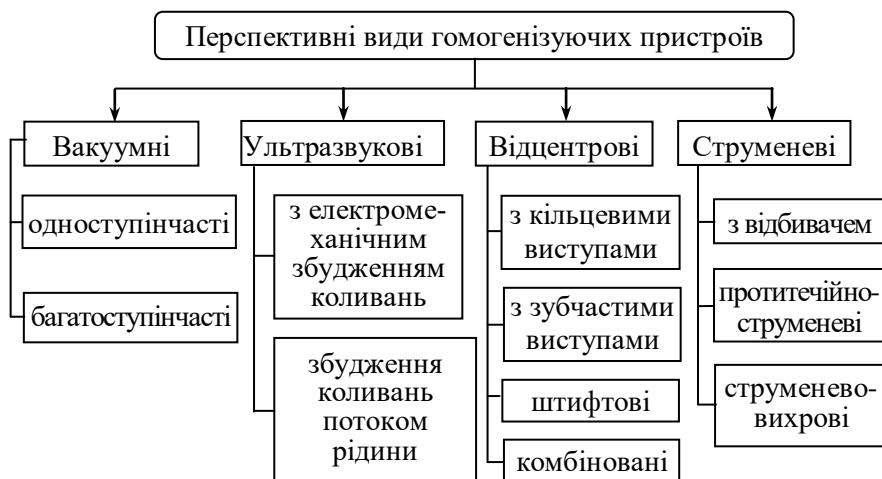 Перспективні види гомогенізуючих пристроїв
Вакуумні
одноступінчасті
багатоступінчасті
Ультразвукові
з електроме-
ханічним
збудженням
коливань
збудження
коливань
потоком
рідини
Відцентрові
з кільцевими
виступами
з зубчастими
виступами
штифтові
комбіновані
Струменеві
з відбивачем
протитечійно-
струменеві
струменево-
вихрові